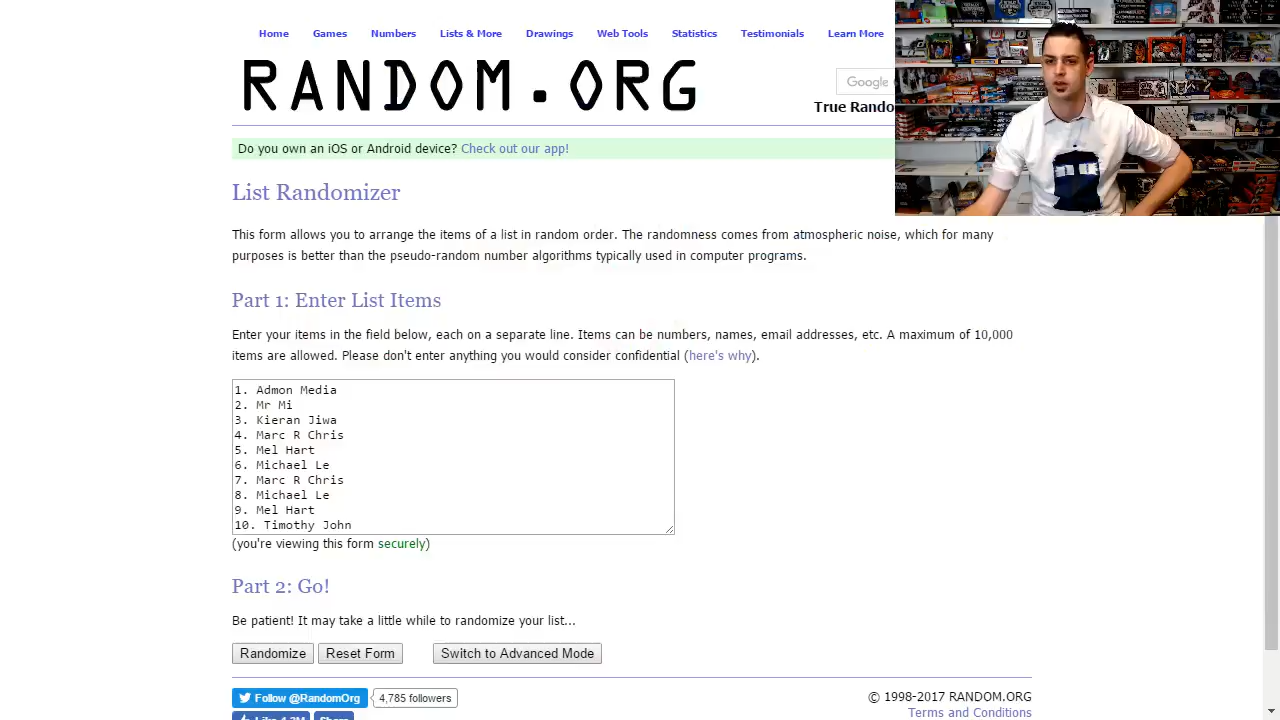 Home Games Numbers Lists & More Drawings Web Tools Statistics Testimonials Learn More
RANDOM.ORG
Google
True Rando
Do you own an iOS or Android device? Check out our app!
List Randomizer
This form allows you to arrange the items of a list in random order. The randomness comes from atmospheric noise, which for many
purposes is better than the pseudo-random number algorithms typically used in computer programs.
Part 1: Enter List Items
Enter your items in the field below, each on a separate line. Items can be numbers, names, email addresses, etc. A maximum of 10,000
items are allowed. Please don't enter anything you would consider confidential (here's why).
1. Admon Media
2. Mr Mi
3. Kieran Jiwa
4. Marc R Chris
5. Mel Hart
6. Michael Le
7. Marc R Chris
8. Michael Le
9. Mel Hart
10. Timothy John
(you're viewing this form securely)
Part 2: Go!
Be patient! It may take a little while to randomize your list...
Randomize Reset Form Switch to Advanced Mode
Follow @RandomOrg 4,785 followers
© 1998-2017 RANDOM.ORG
Terms and Conditions